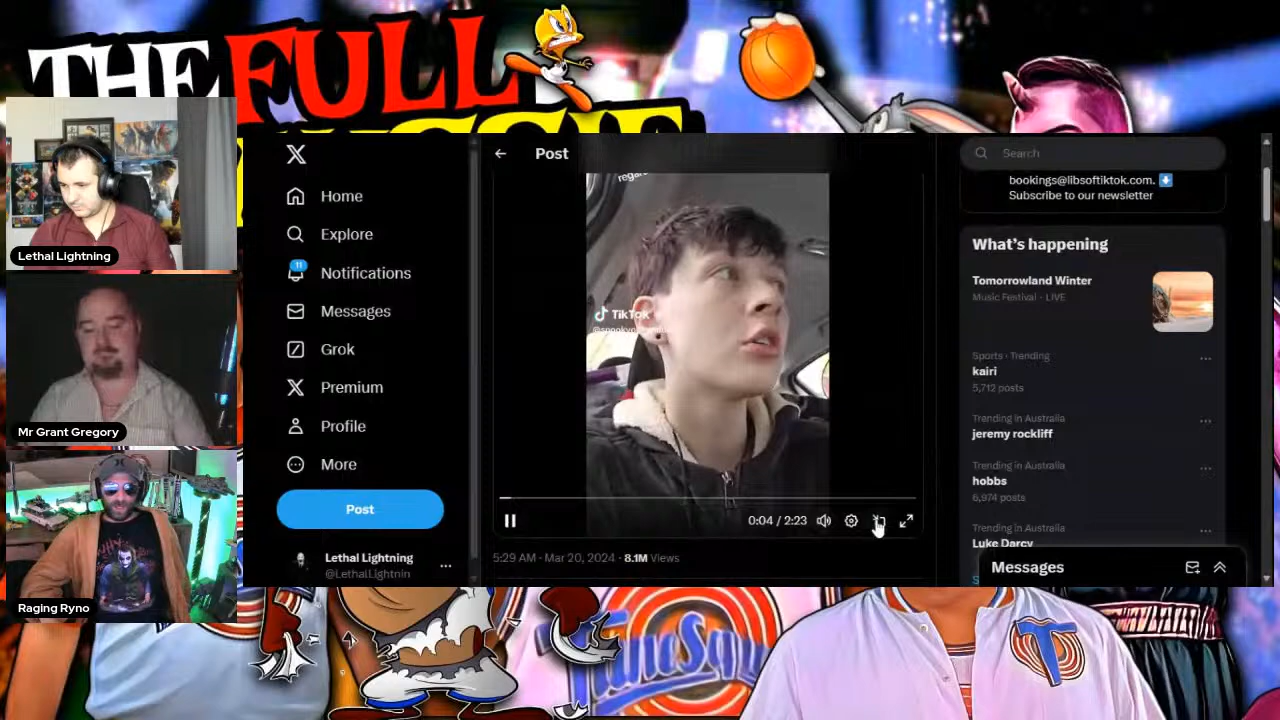 THE FULL
Lethal Lightning
Mr Grant Gregory
Raging Ryno
Home
Explore
11
Notifications
Messages
Grok
Premium
Profile
More
Post
Lethal Lightning
@LethalLightnin
Post
TikTok
0:04 / 2:23
5:29 AM · Mar 20, 2024 · 8.1M Views
Search
bookings@libsoftiktok.com.
Subscribe to our newsletter
What's happening
Tomorrowland Winter
Music Festival · LIVE
Sports · Trending
kairi
5,712 posts
Trending in Australia
jeremy rockliff
Trending in Australia
hobbs
6,974 posts
Trending in Australia
Luke Darcy
Messages